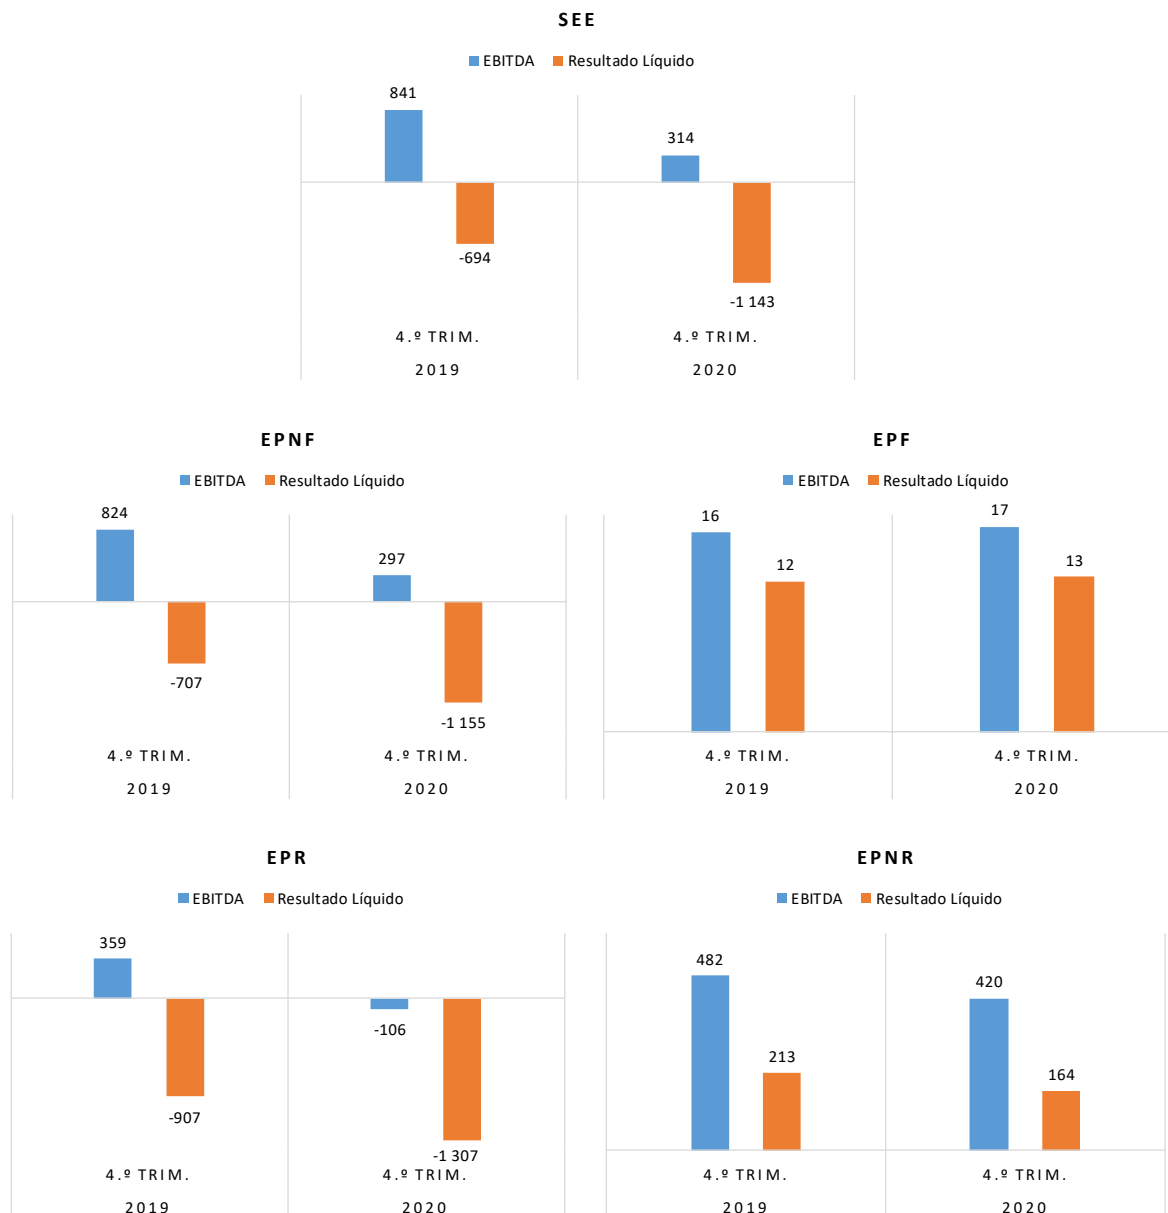 SEE
EBITDA Resultado Líquido
841
314
-694
-1 143
4.º TRIM. 4.º TRIM.
2019 2020
EPNF
EBITDA Resultado Líquido
824
297
-707
-1 155
4.º TRIM. 4.º TRIM.
2019 2020
EPF
EBITDA Resultado Líquido
16
12
17
13
4.º TRIM. 4.º TRIM.
2019 2020
EPR
EBITDA Resultado Líquido
359
-106
-907
-1 307
4.º TRIM. 4.º TRIM.
2019 2020
EPNR
EBITDA Resultado Líquido
482
420
213
164
4.º TRIM. 4.º TRIM.
2019 2020